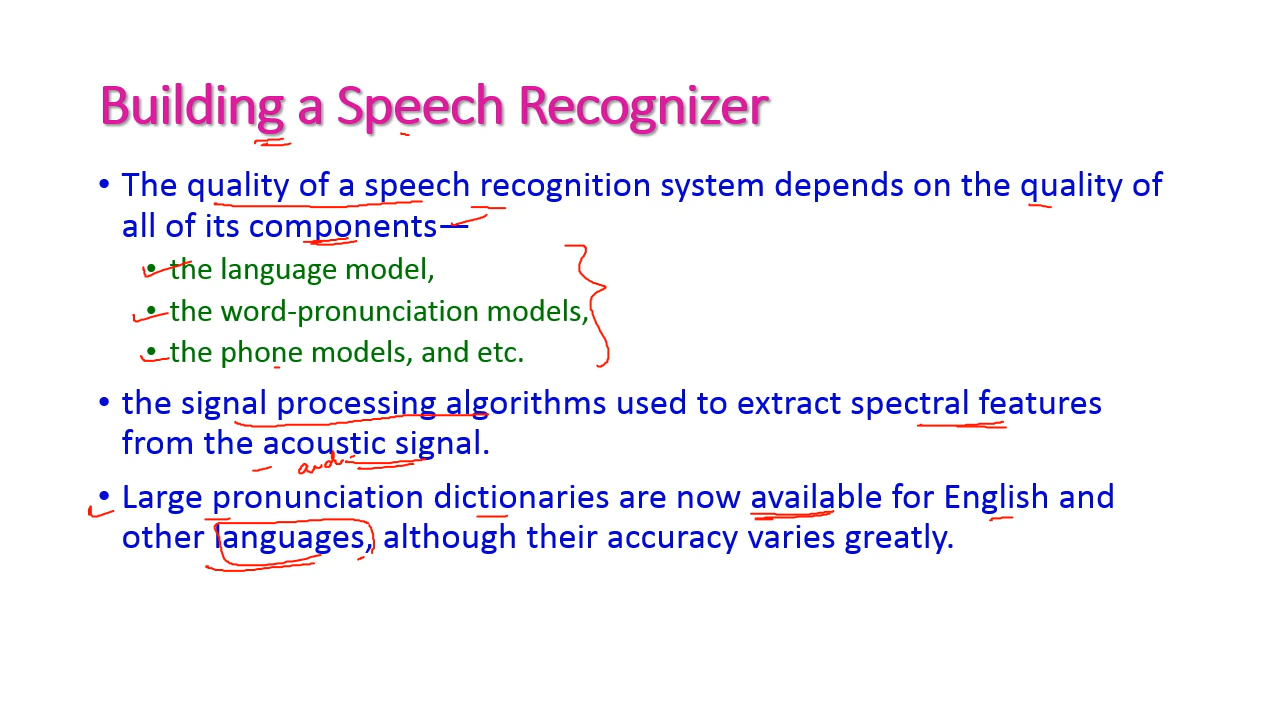 Building a Speech Recognizer
• The quality of a speech recognition system depends on the quality of
all of its components—
• the language model,
• the word-pronunciation models,
• the phone models, and etc.
• the signal processing algorithms used to extract spectral features
from the acoustic signal.
• Large pronunciation dictionaries are now available for English and
other languages, although their accuracy varies greatly.